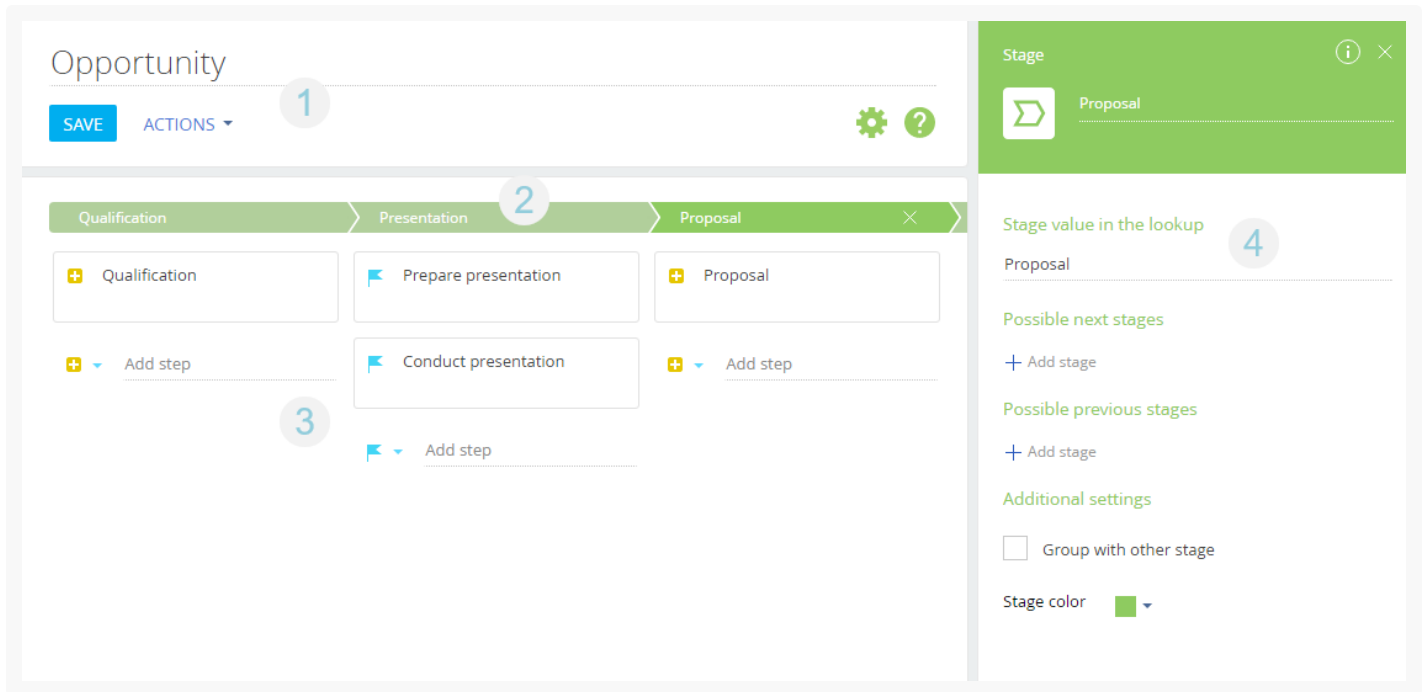 Opportunity
1
SAVE ACTIONS
?
2
Qualification Presentation Proposal
Qualification Prepare presentation Proposal
Add step Conduct presentation Add step
3
Add step
Stage
i
Proposal
Stage value in the lookup
4
Proposal
Possible next stages
Add stage
Possible previous stages
Add stage
Additional settings
Group with other stage
Stage color